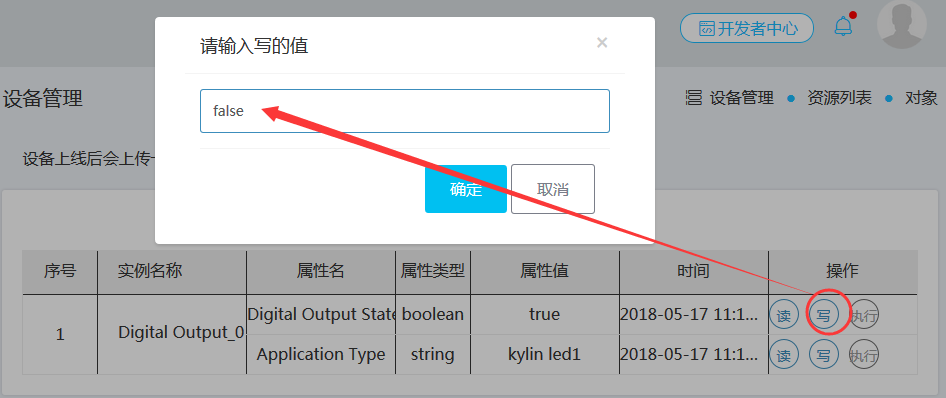 请输入写的值
×
开发者中心
设备管理
设备管理 资源列表 对象
false
设备上线后会上传
确定 取消
序号 实例名称 属性名 属性类型 属性值 时间 操作
1 Digital Output_0 Digital Output State boolean true 2018-05-17 11:1... 读 写 执行
Application Type string kylin led1 2018-05-17 11:1... 读 写 执行